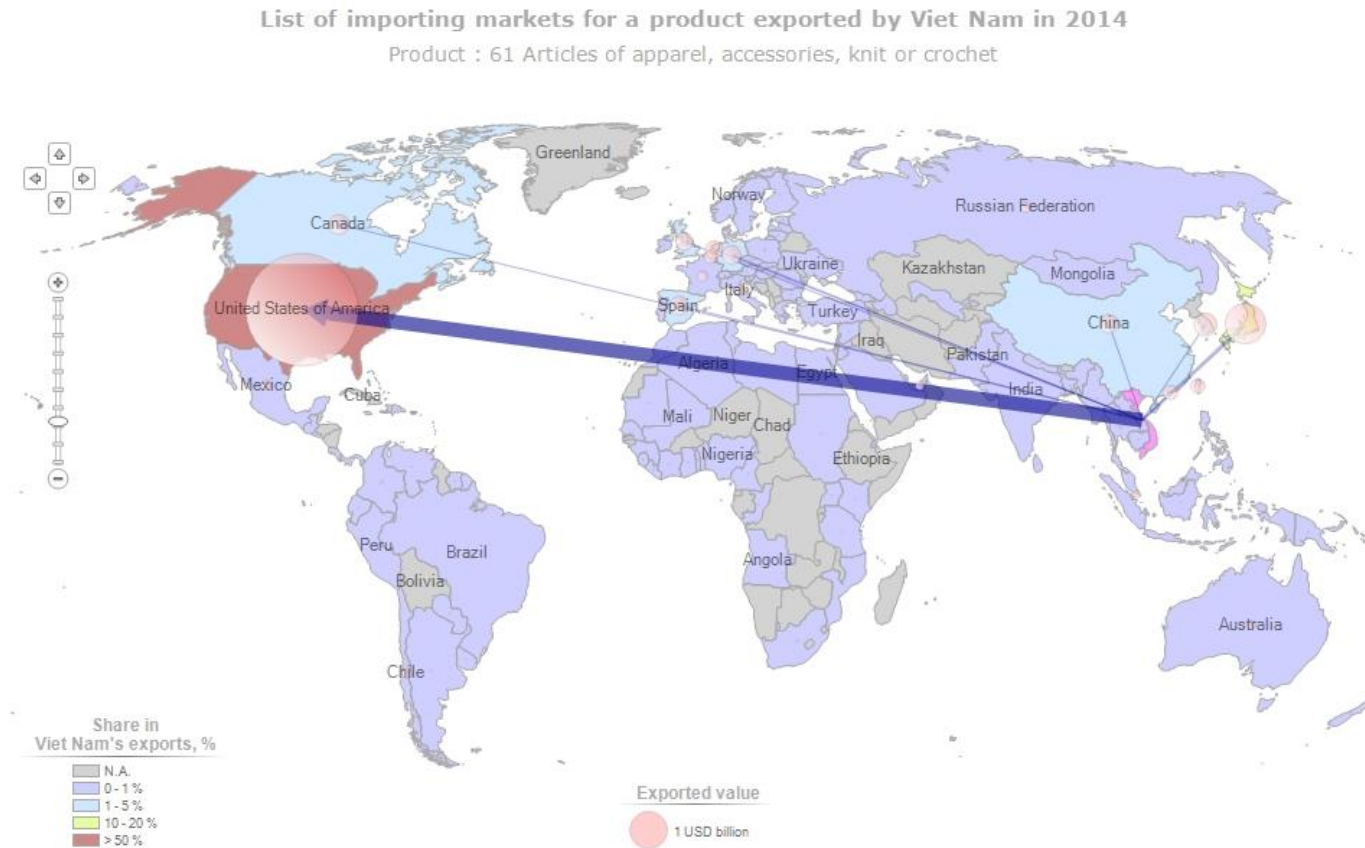 List of importing markets for a product exported by Viet Nam in 2014
Product : 61 Articles of apparel, accessories, knit or crochet
Greenland
Norway
Russian Federation
Canada
Ukraine
Kazakhstan
Mongolia
Italy
United States of America
Spain
Turkey
China
Iraq
Pakistan
Algeria
Egypt
India
Mexico
Cuba
Mali
Niger
Chad
Nigeria
Ethiopia
Peru
Brazil
Angola
Bolivia
Australia
Chile
Share in
Viet Nam's exports, %
N.A.
0 - 1 %
1 - 5 %
10 - 20 %
> 50 %
Exported value
1 USD billion